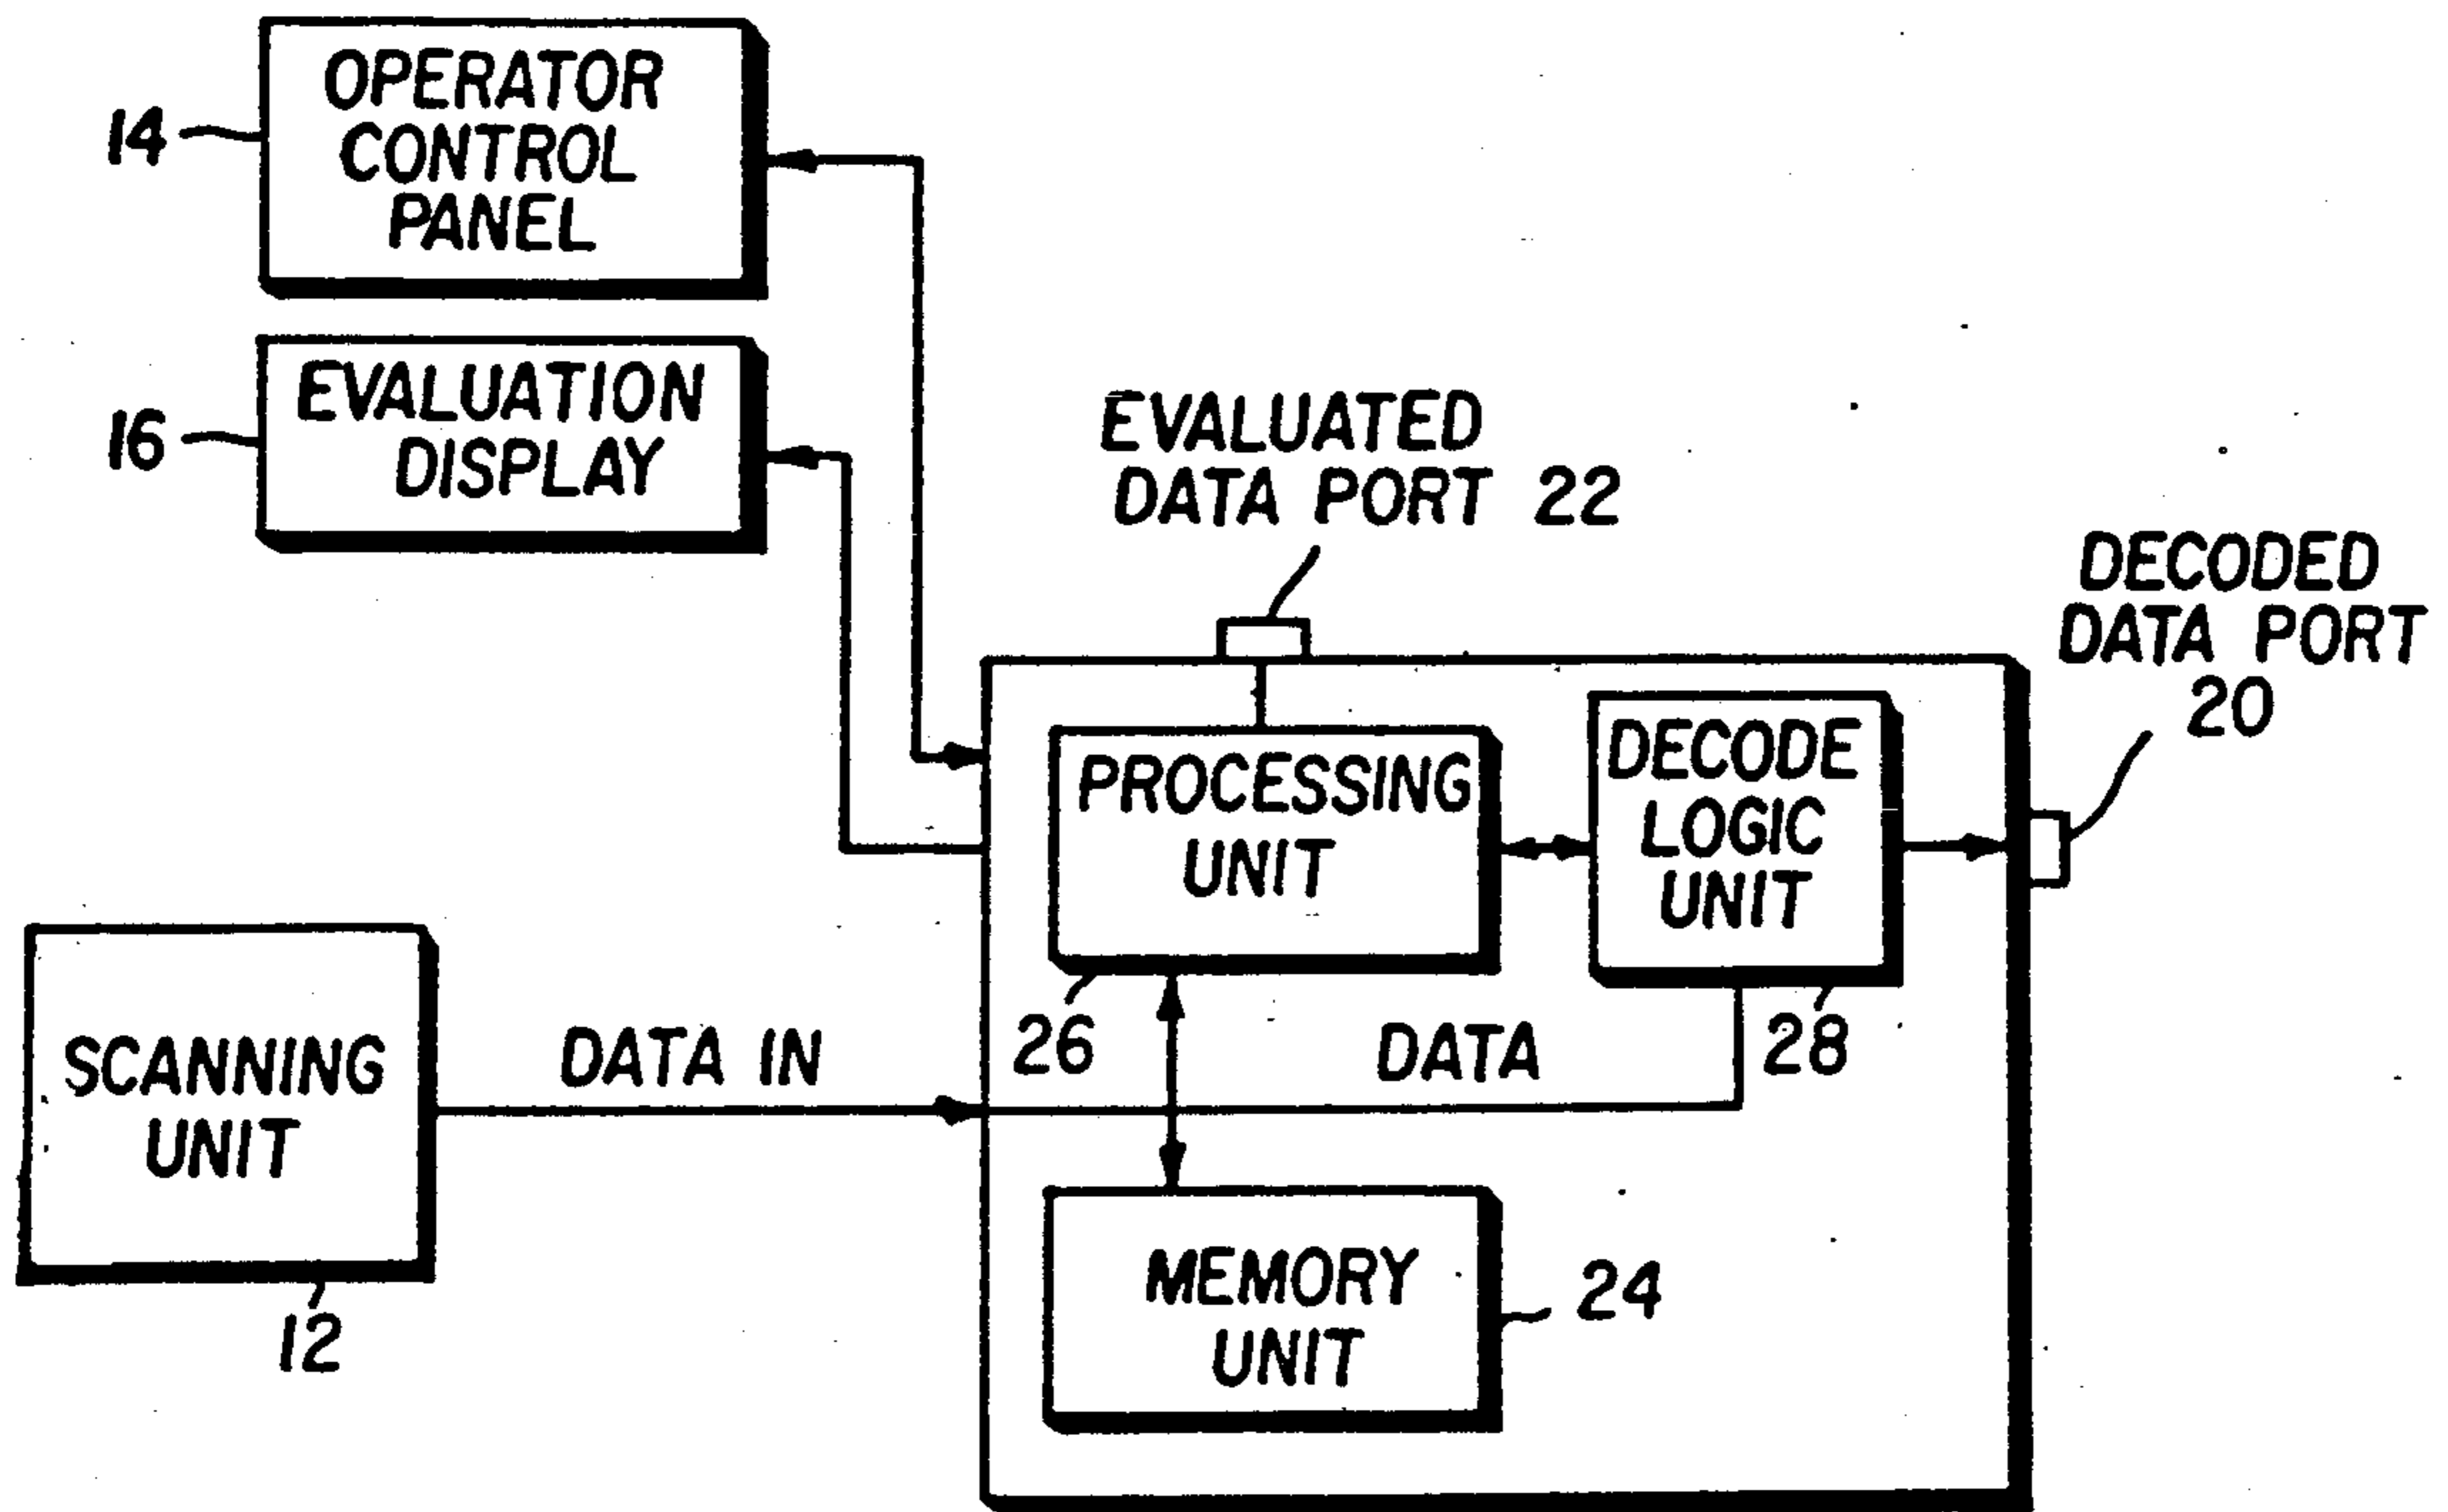 OPERATOR
CONTROL
PANEL
14
EVALUATION
DISPLAY
16
EVALUATED
DATA PORT 22
DECODED
DATA PORT
20
PROCESSING
UNIT
26
DECODE
LOGIC
UNIT
28
SCANNING
UNIT
12
DATA IN
DATA
MEMORY
UNIT
24